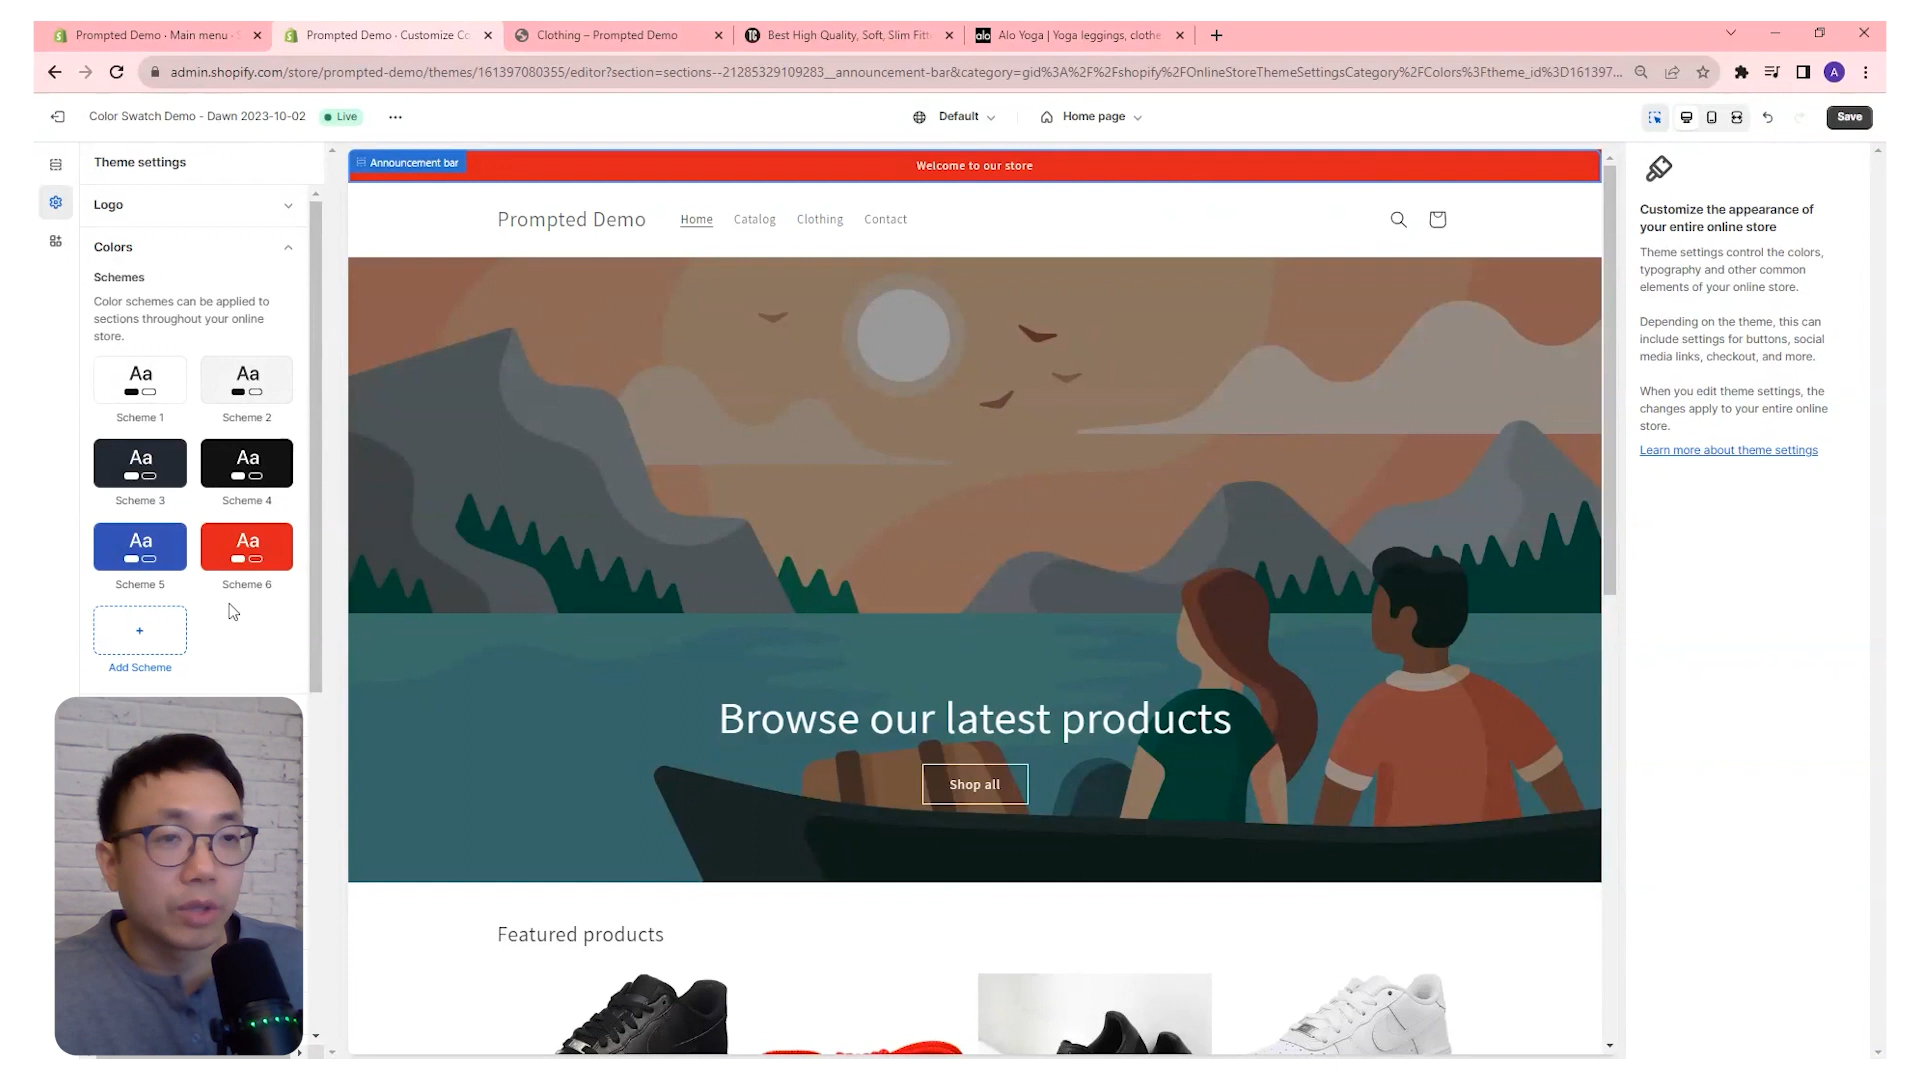 Prompted Demo · Main menu · S
Prompted Demo · Customize Co
Clothing – Prompted Demo
TC
Best High Quality, Soft, Slim Fitt
alo
Alo Yoga | Yoga leggings, clothe
admin.shopify.com/store/prompted-demo/themes/161397080355/editor?section=sections--21285329109283__announcement-bar&category=gid%3A%2F%2Fshopify%2FOnlineStoreThemeSettingsCategory%2FColors%3Ftheme_id%3D161397...
A
Color Swatch Demo - Dawn 2023-10-02
Live
Default
Home page
Save
Theme settings
Logo
Colors
Schemes
Color schemes can be applied to
sections throughout your online
store.
Aa
Scheme 1
Aa
Scheme 2
Aa
Scheme 3
Aa
Scheme 4
Aa
Scheme 5
Aa
Scheme 6
+
Add Scheme
Announcement bar
Welcome to our store
Prompted Demo
Home
Catalog
Clothing
Contact
Browse our latest products
Shop all
Featured products
Customize the appearance of
your entire online store
Theme settings control the colors,
typography and other common
elements of your online store.
Depending on the theme, this can
include settings for buttons, social
media links, checkout, and more.
When you edit theme settings, the
changes apply to your entire online
store.
Learn more about theme settings